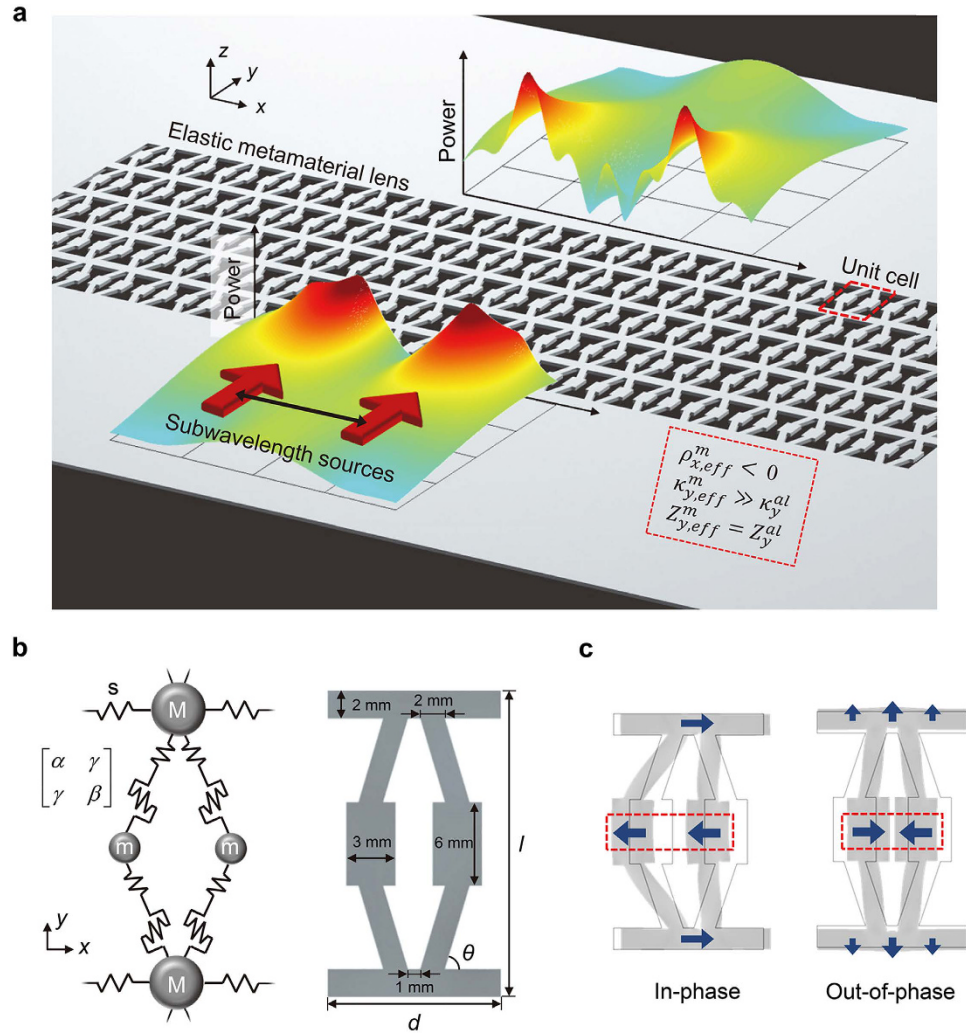 a
z
y
x
Elastic metamaterial lens
Power
Unit cell
Power
Subwavelength sources
ρ^m_{x,eff} < 0
κ^m_{y,eff} ≫ κ^{al}_y
Z^m_{y,eff} = Z^{al}_y
b
s
M
[α γ
γ β]
m
m
y
x
M
2 mm
2 mm
3 mm
6 mm
l
θ
1 mm
d
c
In-phase
Out-of-phase